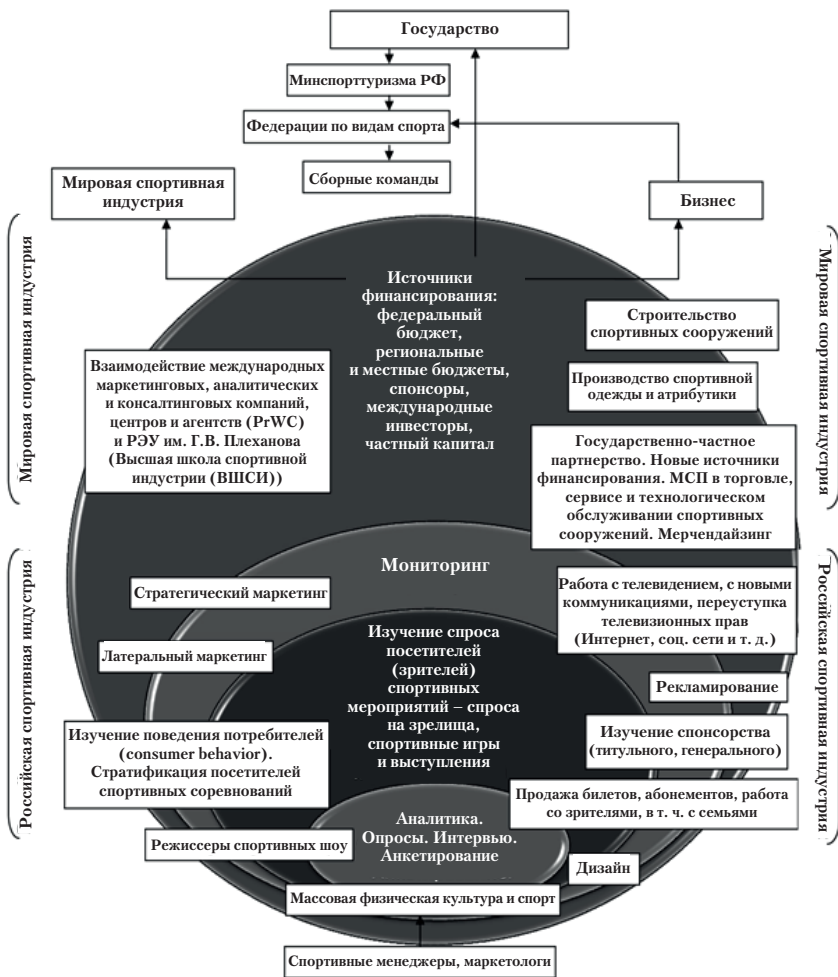 Государство
Минспорттуризма РФ
Федерации по видам спорта
Сборные команды
Мировая спортивная
индустрия
Бизнес
Мировая спортивная индустрия
Мировая спортивная индустрия
Источники
финансирования:
федеральный
бюджет,
региональные
и местные бюджеты,
спонсоры,
международные
инвесторы,
частный капитал
Строительство
спортивных сооружений
Взаимодействие международных
маркетинговых, аналитических
и консалтинговых компаний,
центров и агентств (PrWC)
и РЭУ им. Г.В. Плеханова
(Высшая школа спортивной
индустрии (ВШСИ))
Производство спортивной
одежды и атрибутики
Государственно-частное
партнерство. Новые источники
финансирования. МСП в торговле,
сервисе и технологическом
обслуживании спортивных
сооружений. Мерчендайзинг
Российская спортивная индустрия
Российская спортивная индустрия
Мониторинг
Стратегический маркетинг
Работа с телевидением, с новыми
коммуникациями, переуступка
телевизионных прав
(Интернет, соц. сети и т. д.)
Изучение спроса
посетителей
(зрителей)
спортивных
мероприятий – спроса
на зрелища,
спортивные игры
и выступления
Латеральный маркетинг
Рекламирование
Изучение поведения потребителей
(consumer behavior).
Стратификация посетителей
спортивных соревнований
Изучение спонсорства
(титульного, генерального)
Продажа билетов, абонементов, работа
со зрителями, в т. ч. с семьями
Аналитика.
Опросы. Интервью.
Анкетирование
Режиссеры спортивных шоу
Дизайн
Массовая физическая культура и спорт
Спортивные менеджеры, маркетологи